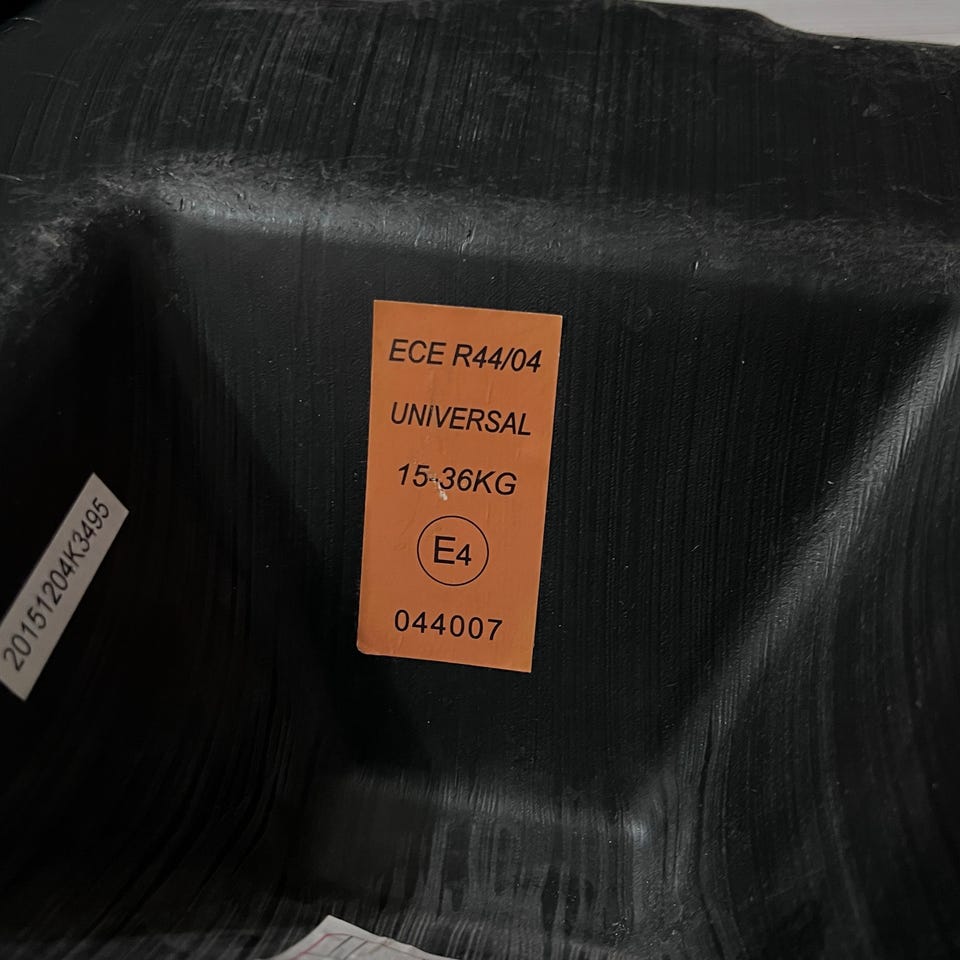 ECE R44/04
UNIVERSAL
15-36KG
E4
044007
20151204K3495